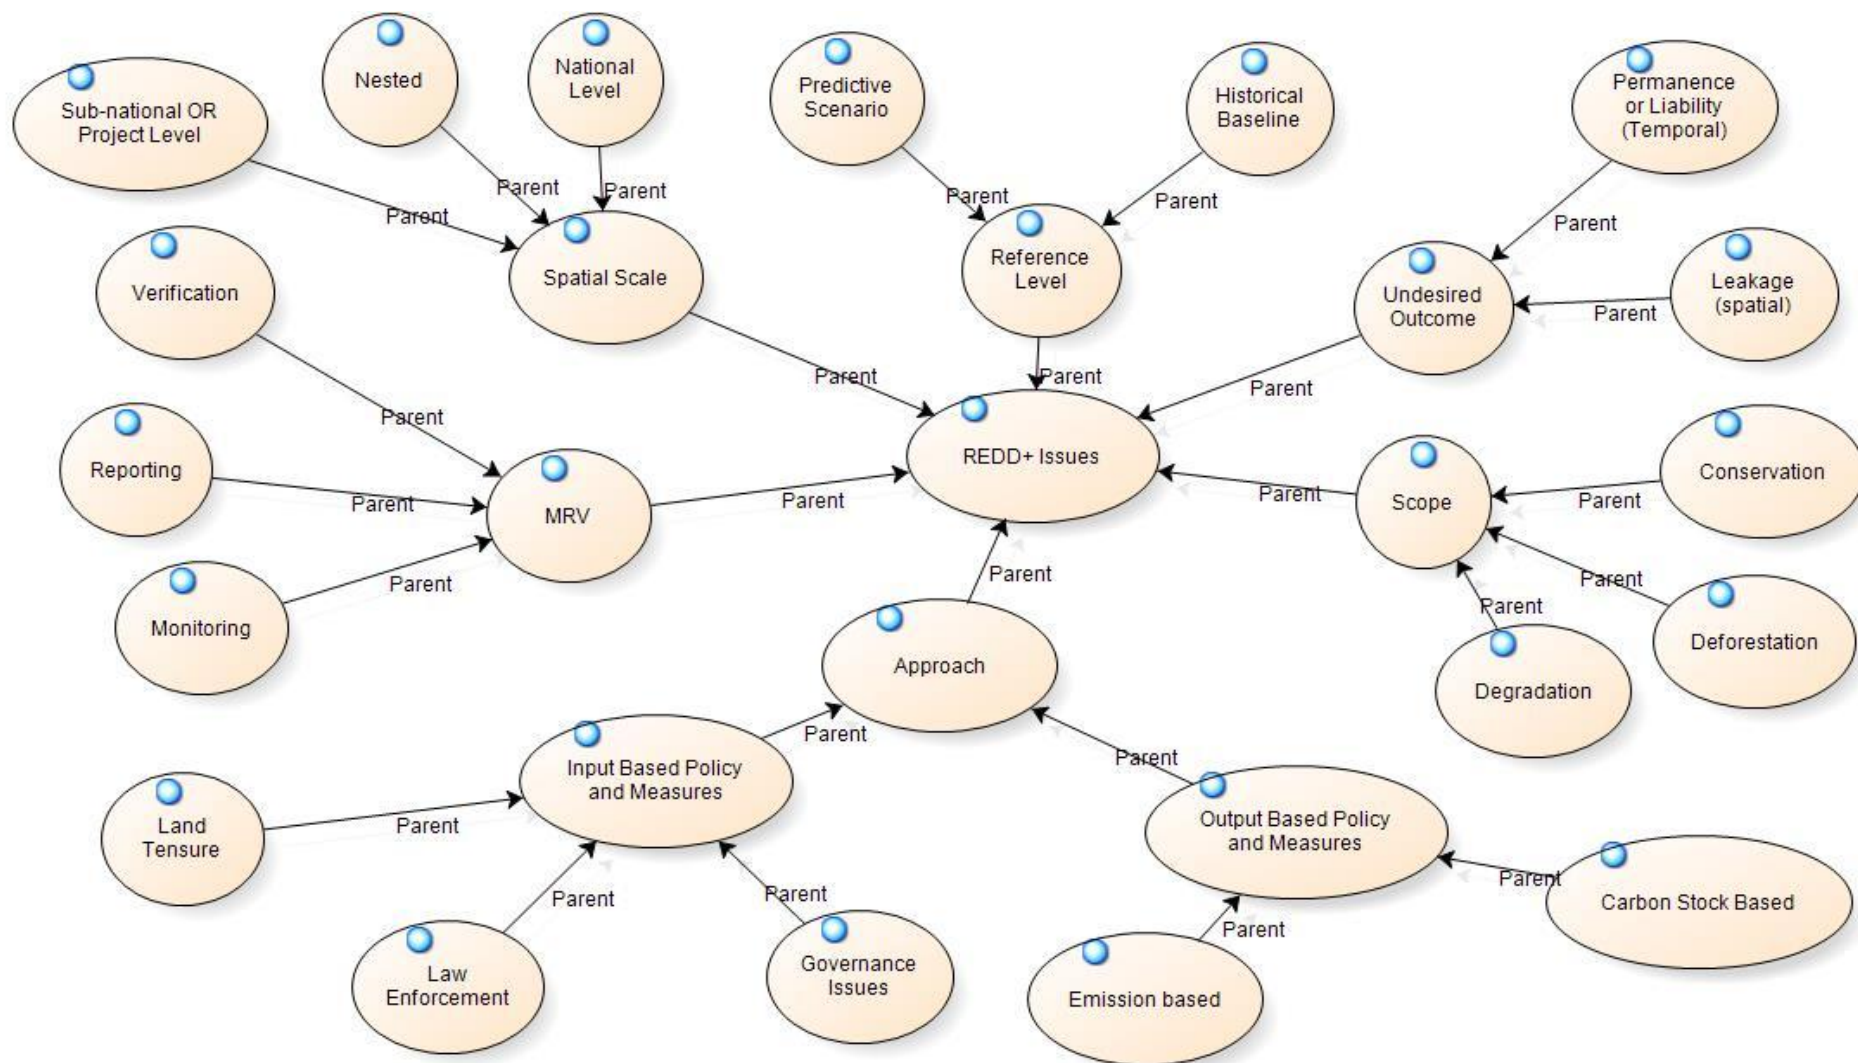 Nested
National
Level
Predictive
Scenario
Historical
Baseline
Permanence
or Liability
(Temporal)
Sub-national OR
Project Level
Parent
Parent
Parent
Parent
Parent
Parent
Verification
Spatial Scale
Reference
Level
Undesired
Outcome
Leakage
(spatial)
Parent
Parent
Parent
Parent
Parent
Reporting
REDD+ Issues
Conservation
Parent
MRV
Parent
Parent
Scope
Parent
Monitoring
Parent
Parent
Parent
Parent
Deforestation
Approach
Degradation
Parent
Parent
Input Based Policy
and Measures
Land
Tensure
Parent
Output Based Policy
and Measures
Parent
Parent
Parent
Carbon Stock Based
Parent
Law
Enforcement
Governance
Issues
Emission based